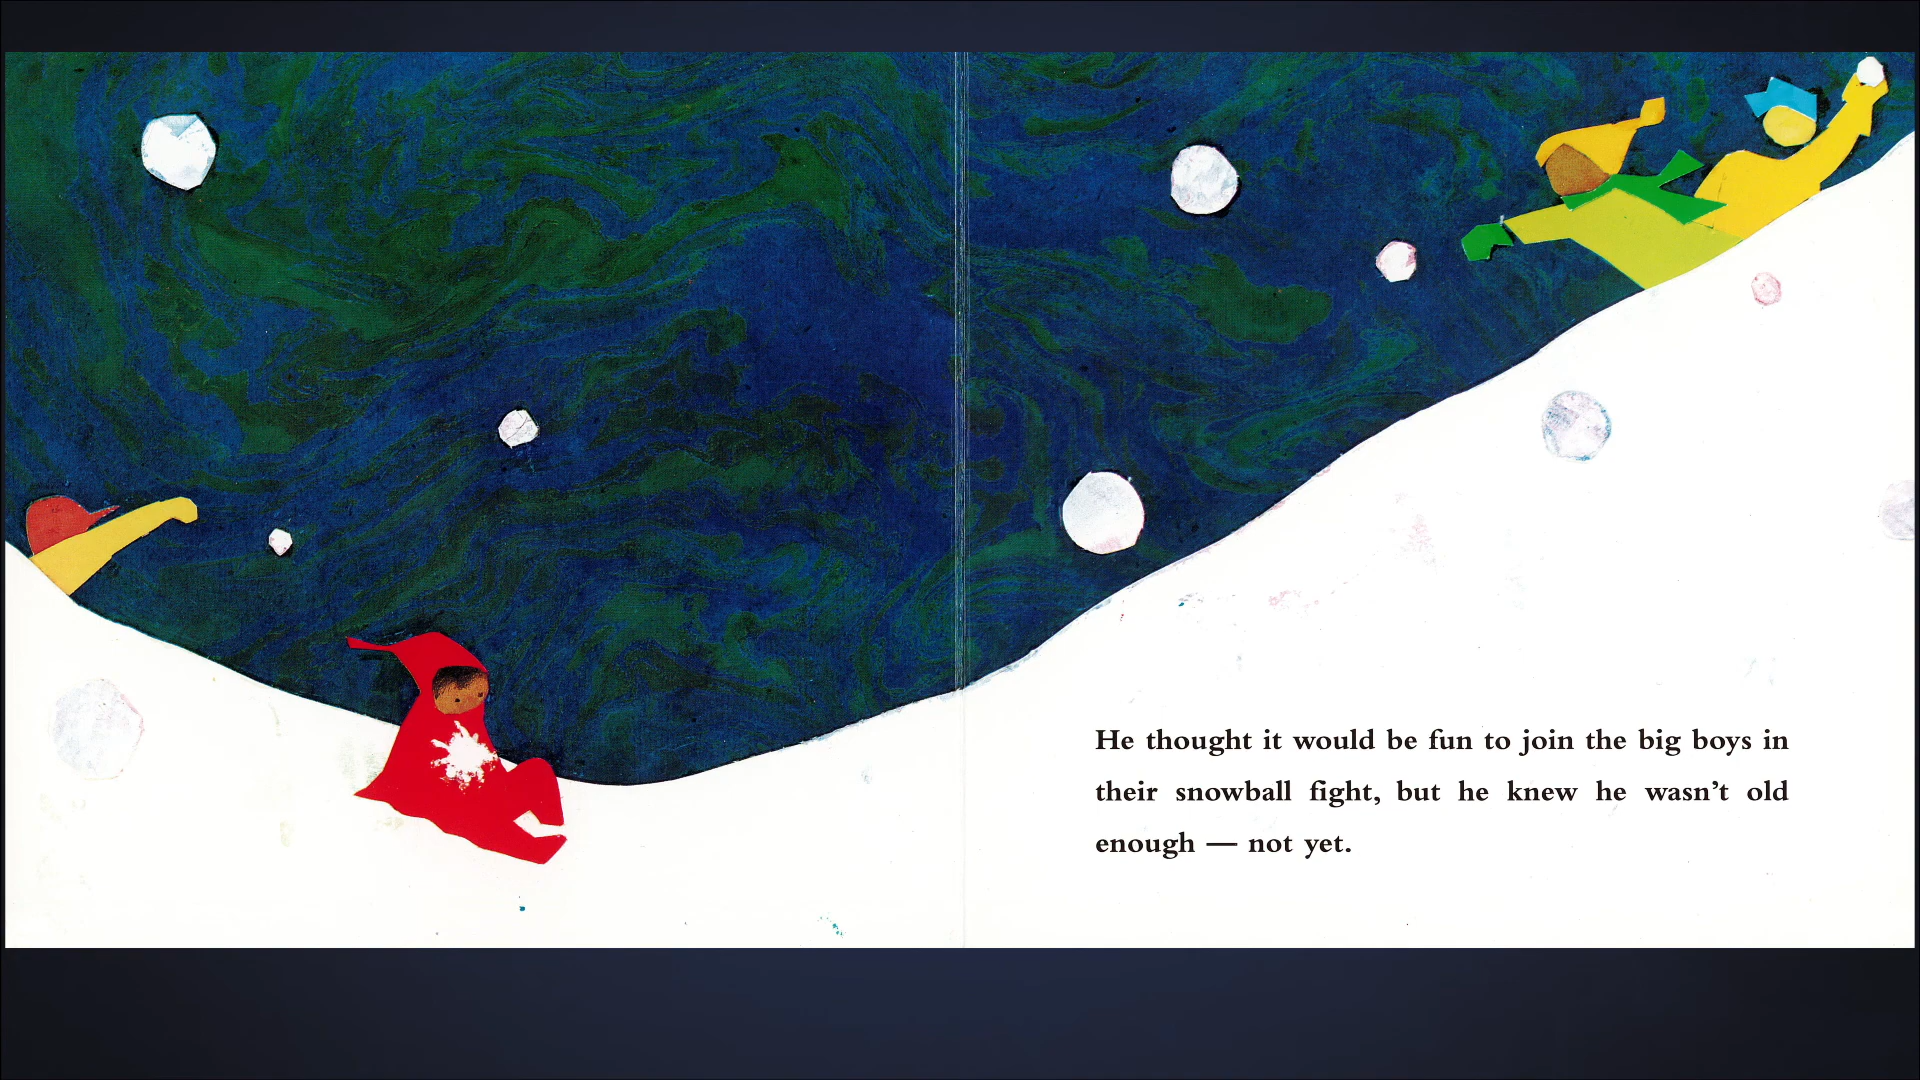 He thought it would be fun to join the big boys in
their snowball fight, but he knew he wasn’t old
enough — not yet.